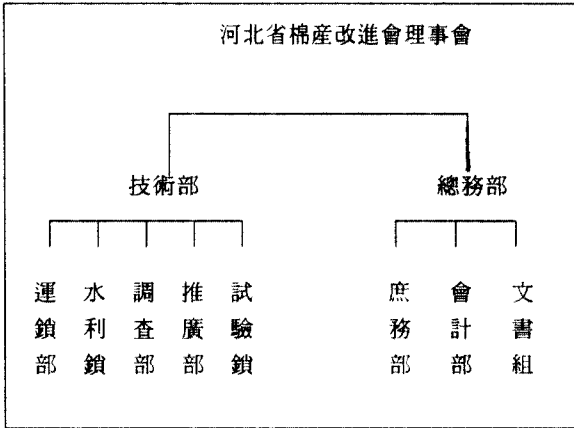 河北省棉産改進會理事會
技術部
總務部
運鎖部
水利鎖
調查部
推廣部
試驗鎖
庶務部
會計部
文書組